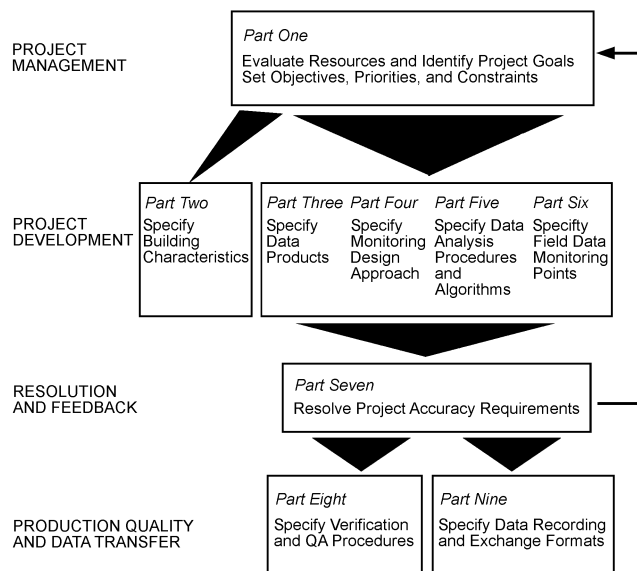 PROJECT
MANAGEMENT
Part One
Evaluate Resources and Identify Project Goals
Set Objectives, Priorities, and Constraints
PROJECT
DEVELOPMENT
Part Two
Specify
Building
Characteristics
Part Three
Specify
Data
Products
Part Four
Specify
Monitoring
Design
Approach
Part Five
Specify Data
Analysis
Procedures
and
Algorithms
Part Six
Specifty
Field Data
Monitoring
Points
RESOLUTION
AND FEEDBACK
Part Seven
Resolve Project Accuracy Requirements
PRODUCTION QUALITY
AND DATA TRANSFER
Part Eight
Specify Verification
and QA Procedures
Part Nine
Specify Data Recording
and Exchange Formats